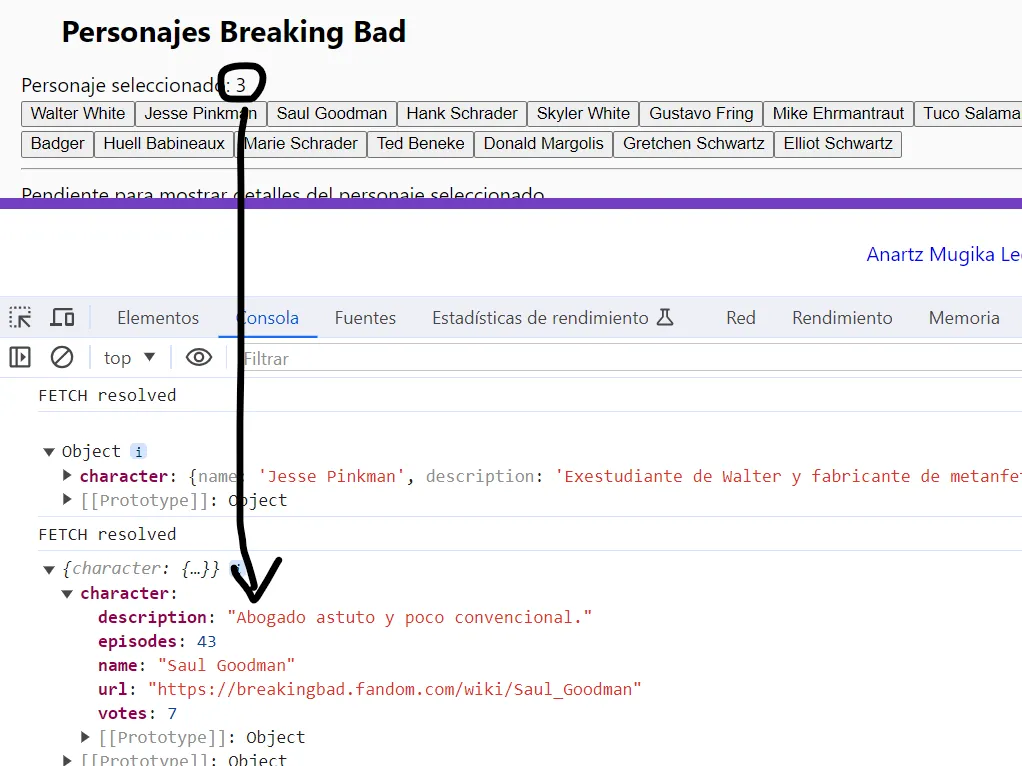 Personajes Breaking Bad
Personaje seleccionado: 3
Walter White Jesse Pinkman Saul Goodman Hank Schrader Skyler White Gustavo Fring Mike Ehrmantraut Tuco Salama
Badger Huell Babineaux Marie Schrader Ted Beneke Donald Margolis Gretchen Schwartz Elliot Schwartz
Pendiente para mostrar detalles del personaje seleccionado
Anartz Mugika Le
Elementos Consola Fuentes Estadísticas de rendimiento Red Rendimiento Memoria
top Filtrar
FETCH resolved
Object i
character: {name: 'Jesse Pinkman', description: 'Exestudiante de Walter y fabricante de metanfet
[[Prototype]]: Object
FETCH resolved
{character: {…}}
character:
description: "Abogado astuto y poco convencional."
episodes: 43
name: "Saul Goodman"
url: "https://breakingbad.fandom.com/wiki/Saul_Goodman"
votes: 7
[[Prototype]]: Object
[[Prototype]]: Object